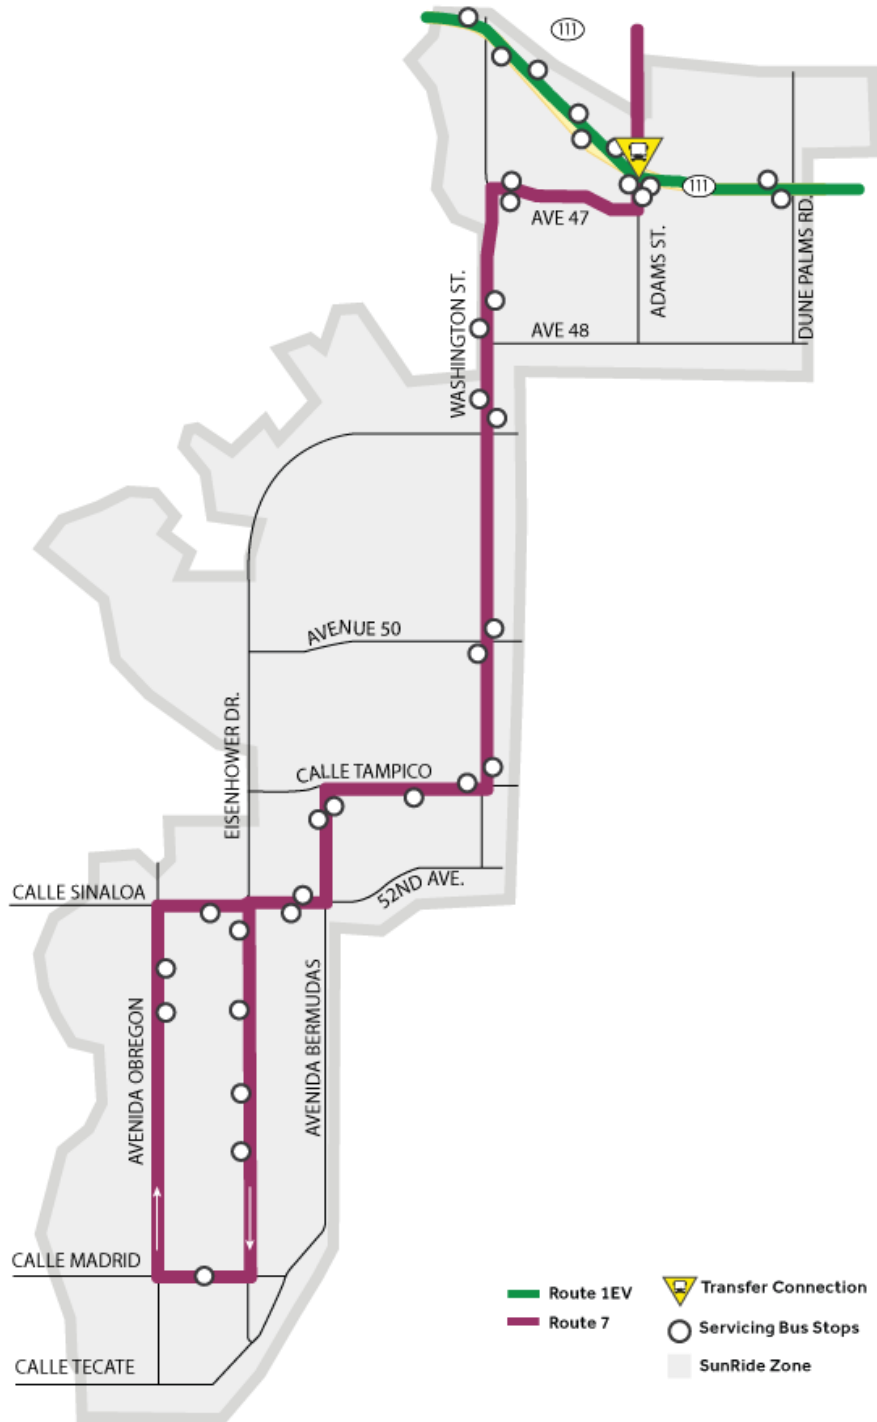 111
111
AVE 47
ADAMS ST.
DUNE PALMS RD.
WASHINGTON ST.
AVE 48
AVENUE 50
EISENHOWER DR.
CALLE TAMPICO
52ND AVE.
CALLE SINALOA
AVENIDA OBREGON
AVENIDA BERMUDAS
CALLE MADRID
CALLE TECATE
Route 1EV
Route 7
Transfer Connection
Servicing Bus Stops
SunRide Zone